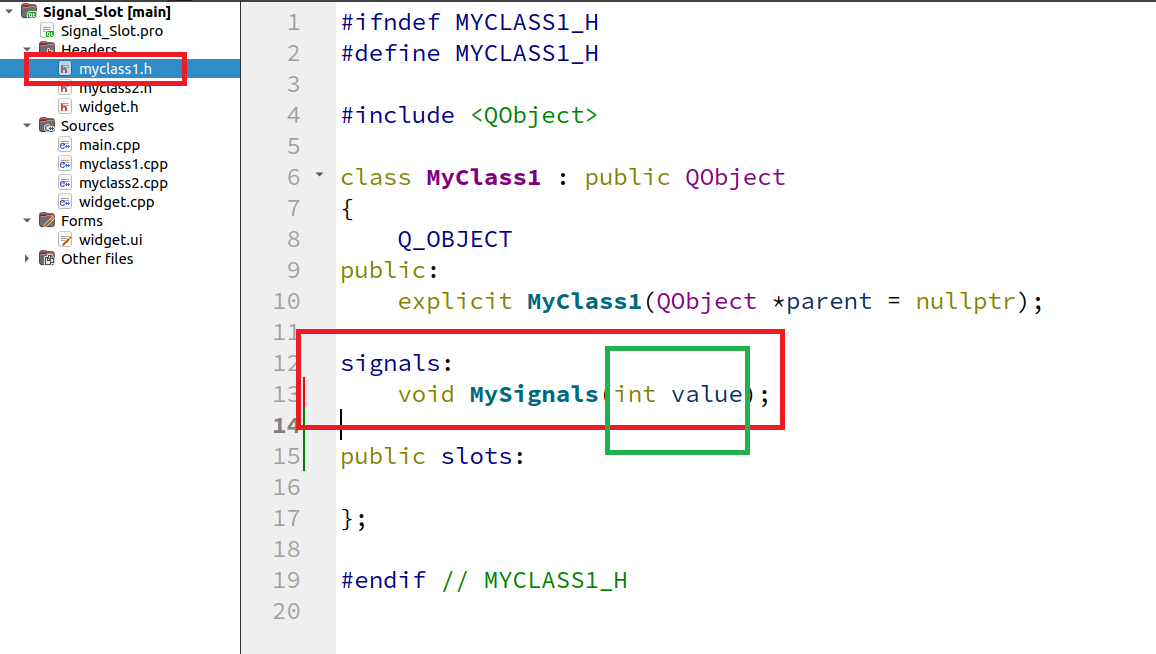 Signal_Slot [main]
Signal_Slot.pro
Headers
myclass1.h
myclass2.h
widget.h
Sources
main.cpp
myclass1.cpp
myclass2.cpp
widget.cpp
Forms
widget.ui
Other files
1 #ifndef MYCLASS1_H
2 #define MYCLASS1_H
3
4 #include <QObject>
5
6 class MyClass1 : public QObject
7 {
8     Q_OBJECT
9 public:
10     explicit MyClass1(QObject *parent = nullptr);
11
12 signals:
13     void MySignals(int value);
14
15 public slots:
16
17 };
18
19 #endif // MYCLASS1_H
20